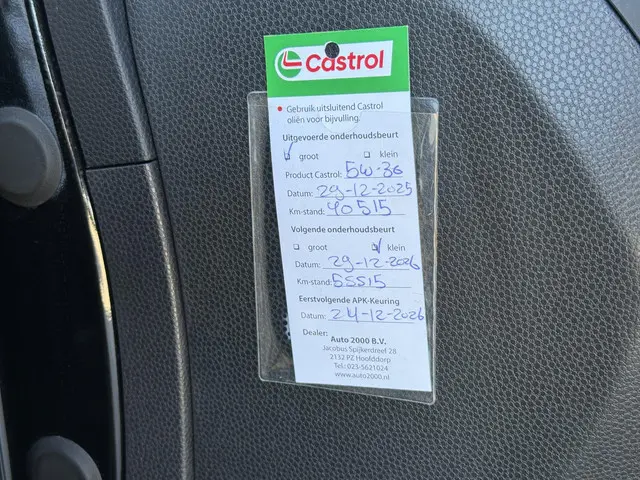 Castrol
Gebruik uitsluitend Castrol
oliën voor bijvulling.
Uitgevoerde onderhoudsbeurt
groot klein
Product Castrol: 5W-30
Datum: 29-12-2025
Km-stand: 40515
Volgende onderhoudsbeurt
groot klein
Datum: 29-12-2026
Km-stand: 55515
Eerstvolgende APK-Keuring
Datum: 24-12-2026
Dealer:
Auto 2000 B.V.
Jacobus Spijkerdreef 28
2132 PZ Hoofddorp
Tel.: 023-5621024
www.auto2000.nl